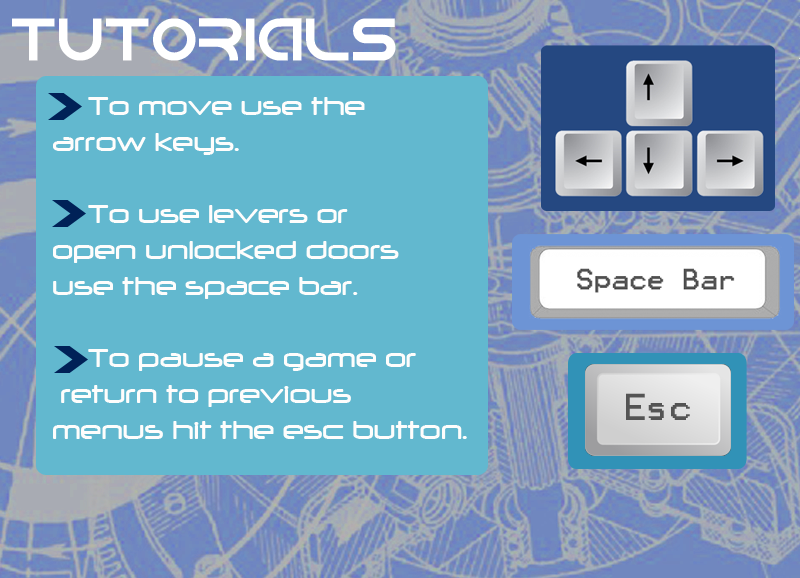 TUTORIALS
To move use the
arrow keys.
To use levers or
open unlocked doors
use the space bar.
To pause a game or
return to previous
menus hit the esc button.
↑
← ↓ →
Space Bar
Esc